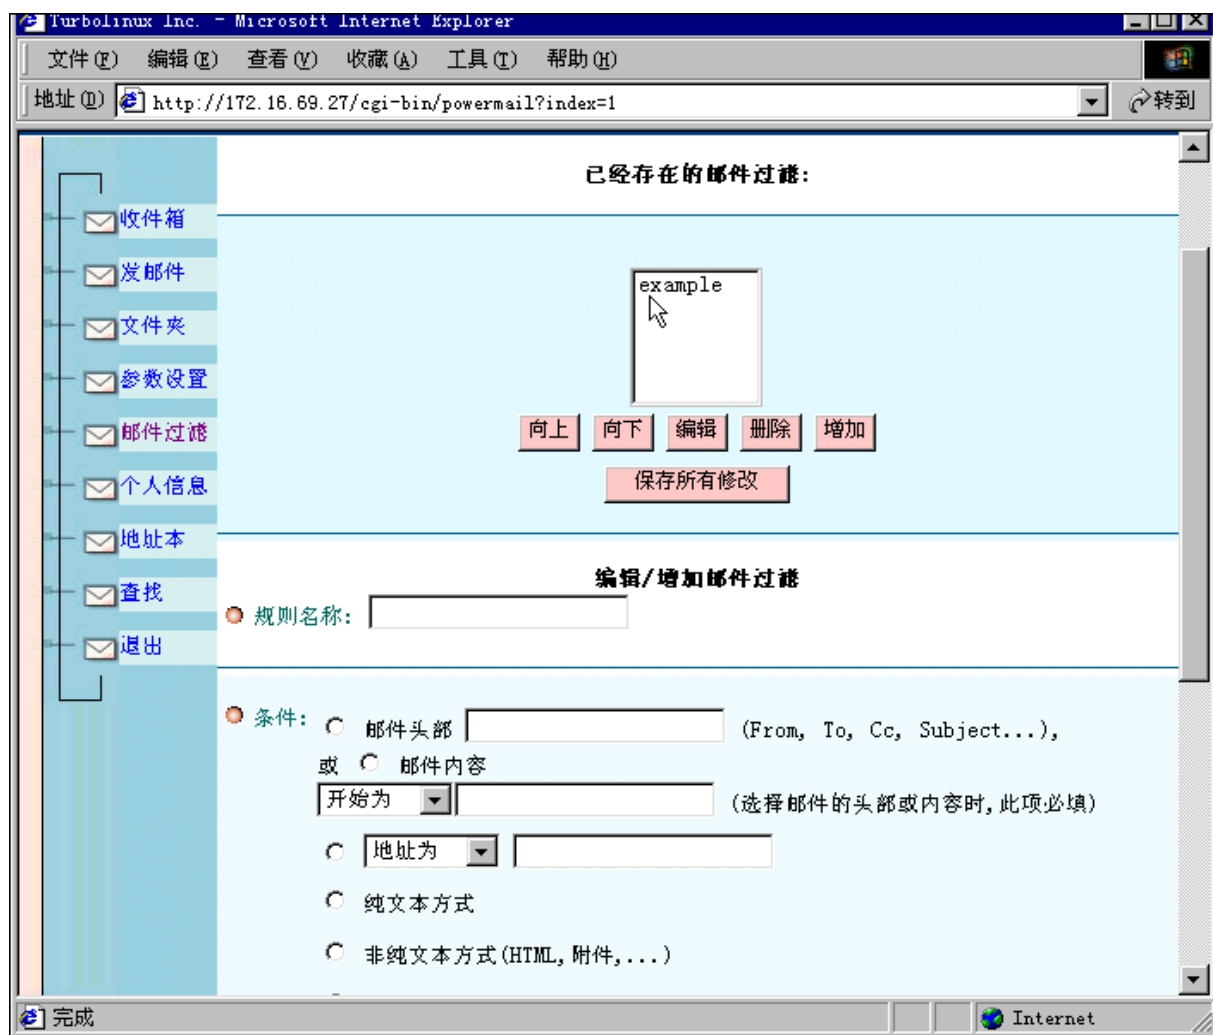 Turbolinux Inc. - Microsoft Internet Explorer
文件(F) 编辑(E) 查看(V) 收藏(A) 工具(T) 帮助(H)
地址(D) http://172.16.69.27/cgi-bin/powermail?index=1 转到
已经存在的邮件过滤:
收件箱
发邮件
文件夹
参数设置
邮件过滤
个人信息
地址本
查找
退出
example
向上 向下 编辑 删除 增加
保存所有修改
编辑/增加邮件过滤
规则名称:
条件: 邮件头部 (From, To, Cc, Subject...),
或 邮件内容
开始为 (选择邮件的头部或内容时,此项必填)
地址为
纯文本方式
非纯文本方式(HTML,附件,...)
完成 Internet